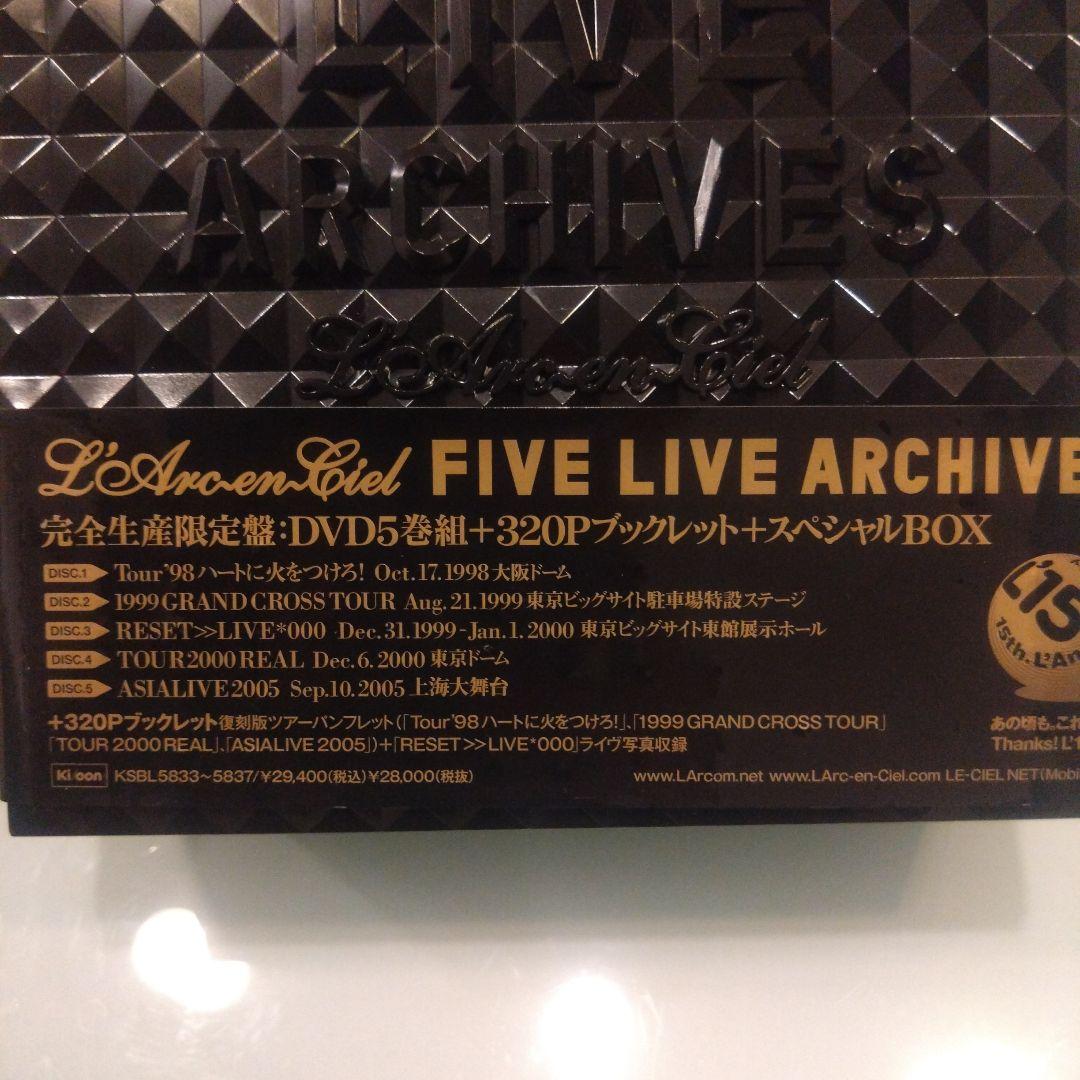 LIVE
ARCHIVES
L'Arc~en~Ciel
L'Arc~en~Ciel FIVE LIVE ARCHIVE
完全生産限定盤:DVD5巻組+320Pブックレット+スペシャルBOX
DISC.1 Tour'98 ハートに火をつけろ! Oct.17.1998 大阪ドーム
DISC.2 1999 GRAND CROSS TOUR Aug.21.1999 東京ビッグサイト駐車場特設ステージ
DISC.3 RESET>>LIVE*000 Dec.31.1999-Jan.1.2000 東京ビッグサイト東館展示ホール
DISC.4 TOUR 2000 REAL Dec.6.2000 東京ドーム
DISC.5 ASIALIVE 2005 Sep.10.2005 上海大舞台
L'15
15th. L'An
+320Pブックレット 復刻版ツアーパンフレット(「Tour'98 ハートに火をつけろ!」、「1999 GRAND CROSS TOUR」
「TOUR 2000 REAL」、「ASIALIVE 2005」)+「RESET>>LIVE*000」ライヴ写真収録
あの頃も。これ
Thanks! L'1
Ki/oon KSBL5833~5837/¥29,400(税込)¥28,000(税抜)
www.LArcom.net www.LArc-en-Ciel.com LE-CIEL NET(Mobi